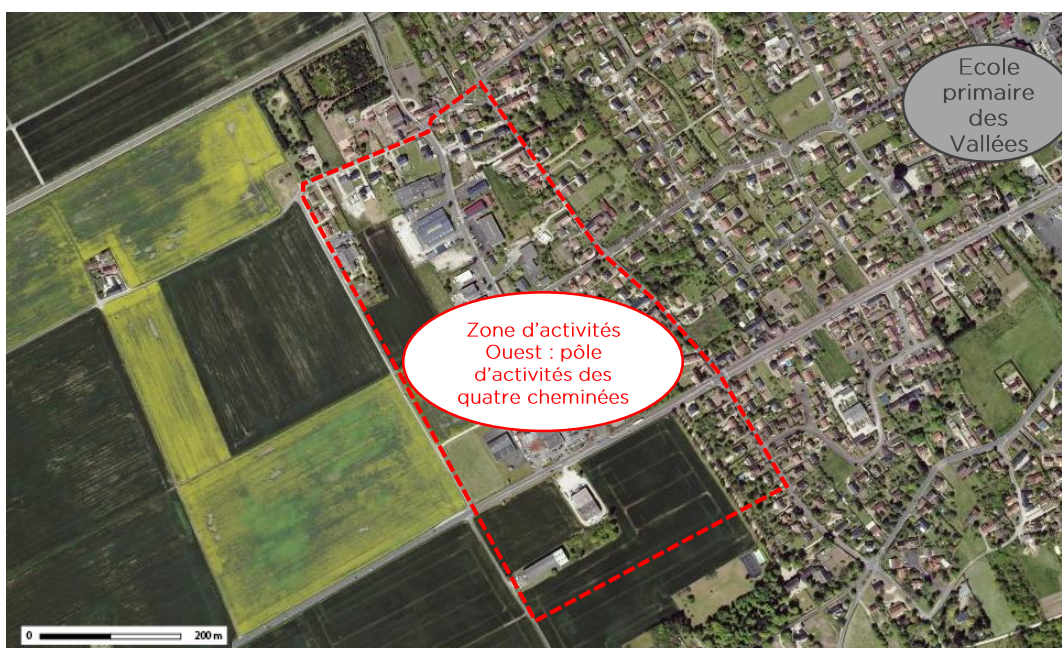 Ecole
primaire
des
Vallées
Zone d'activités
Ouest : pôle
d'activités des
quatre cheminées
0 200 m